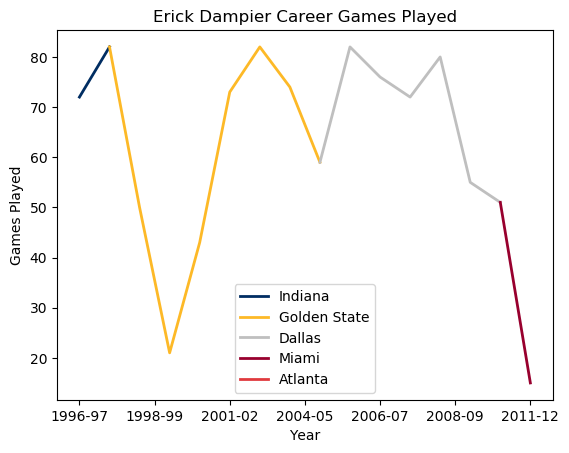 Erick Dampier Career Games Played
Games Played
80
70
60
50
40
30
20
Indiana
Golden State
Dallas
Miami
Atlanta
1996-97 1998-99 2001-02 2004-05 2006-07 2008-09 2011-12
Year